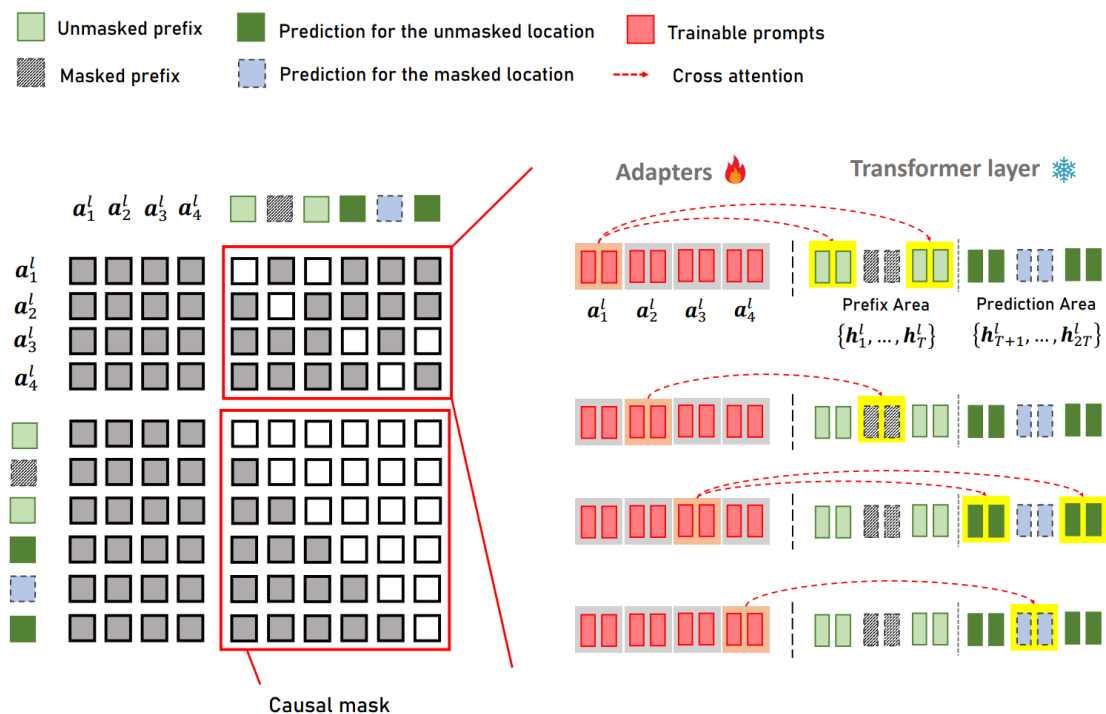 Unmasked prefix
Prediction for the unmasked location
Trainable prompts
Masked prefix
Prediction for the masked location
Cross attention
Adapters
Transformer layer
a₁ˡ a₂ˡ a₃ˡ a₄ˡ
a₁ˡ
a₂ˡ
a₃ˡ
a₄ˡ
a₁ˡ a₂ˡ a₃ˡ a₄ˡ
Prefix Area
{h₁ˡ, ..., h_Tˡ}
Prediction Area
{h_{T+1}ˡ, ..., h_{2T}ˡ}
Causal mask